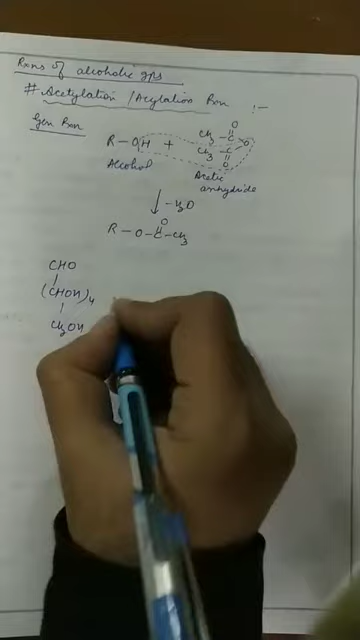 Rxns of alcoholic gps
# Acetylation / Acylation Rxn :-
Gen Rxn
R - OH + CH3 - C - O
O
CH3 - C
O
Alcohol Acetic anhydride
↓ -H2O
O
R - O - C - CH3
CHO
(CHOH)4
CH2OH